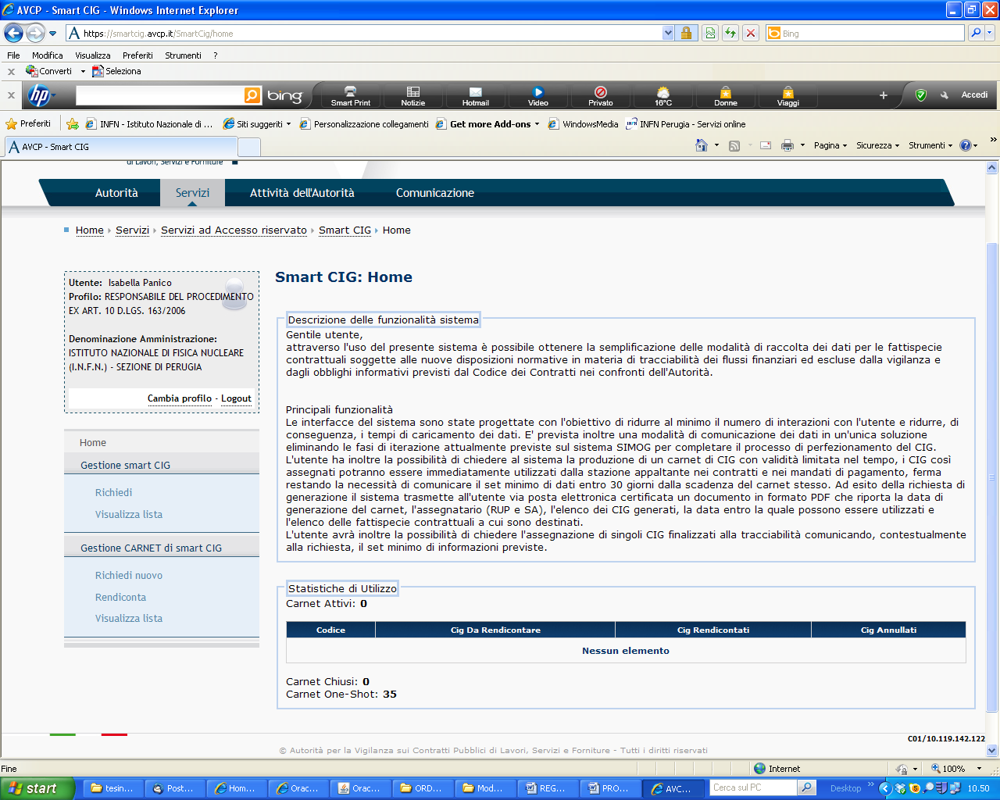 AVCP - Smart CIG - Windows Internet Explorer
https://smartcig.avcp.it/SmartCig/home
Bing
File Modifica Visualizza Preferiti Strumenti ?
x Converti Seleziona
x hp bing Smart Print Notizie Hotmail Video Privato 16°C Donne Viaggi + Accedi
Preferiti INFN - Istituto Nazionale di ... Siti suggeriti Personalizzazione collegamenti Get more Add-ons WindowsMedia INFN Perugia - Servizi online
AVCP - Smart CIG Pagina Sicurezza Strumenti »
di Lavori, Servizi e Forniture
Autorità Servizi Attività dell'Autorità Comunicazione
Home Servizi Servizi ad Accesso riservato Smart CIG Home
Utente: Isabella Panico
Profilo: RESPONSABILE DEL PROCEDIMENTO
EX ART. 10 D.LGS. 163/2006
Denominazione Amministrazione:
ISTITUTO NAZIONALE DI FISICA NUCLEARE
(I.N.F.N.) - SEZIONE DI PERUGIA
Cambia profilo - Logout
Home
Gestione smart CIG
Richiedi
Visualizza lista
Gestione CARNET di smart CIG
Richiedi nuovo
Rendiconta
Visualizza lista
Smart CIG: Home
Descrizione delle funzionalità sistema
Gentile utente,
attraverso l'uso del presente sistema è possibile ottenere la semplificazione delle modalità di raccolta dei dati per le fattispecie
contrattuali soggette alle nuove disposizioni normative in materia di tracciabilità dei flussi finanziari ed escluse dalla vigilanza e
dagli obblighi informativi previsti dal Codice dei Contratti nei confronti dell'Autorità.
Principali funzionalità
Le interfacce del sistema sono state progettate con l'obiettivo di ridurre al minimo il numero di interazioni con l'utente e ridurre, di
conseguenza, i tempi di caricamento dei dati. E' prevista inoltre una modalità di comunicazione dei dati in un'unica soluzione
eliminando le fasi di iterazione attualmente previste sul sistema SIMOG per completare il processo di perfezionamento del CIG.
L'utente ha inoltre la possibilità di chiedere al sistema la produzione di un carnet di CIG con validità limitata nel tempo, i CIG così
assegnati potranno essere immediatamente utilizzati dalla stazione appaltante nei contratti e nei mandati di pagamento, ferma
restando la necessità di comunicare il set minimo di dati entro 30 giorni dalla scadenza del carnet stesso. Ad esito della richiesta di
generazione il sistema trasmette all'utente via posta elettronica certificata un documento in formato PDF che riporta la data di
generazione del carnet, l'assegnatario (RUP e SA), l'elenco dei CIG generati, la data entro la quale possono essere utilizzati e
l'elenco delle fattispecie contrattuali a cui sono destinati.
L'utente avrà inoltre la possibilità di chiedere l'assegnazione di singoli CIG finalizzati alla tracciabilità comunicando, contestualmente
alla richiesta, il set minimo di informazioni previste.
Statistiche di Utilizzo
Carnet Attivi: 0
Codice Cig Da Rendicontare Cig Rendicontati Cig Annullati
Nessun elemento
Carnet Chiusi: 0
Carnet One-Shot: 35
C01/10.119.142.122
© Autorità per la Vigilanza sui Contratti Pubblici di Lavori, Servizi e Forniture - Tutti i diritti riservati
Fine Internet 100%
start tesin... Post... Hom... Orac... Orac... ORD... Mod... REG... PRO... AVC... Cerca sul PC Desktop » 10.50